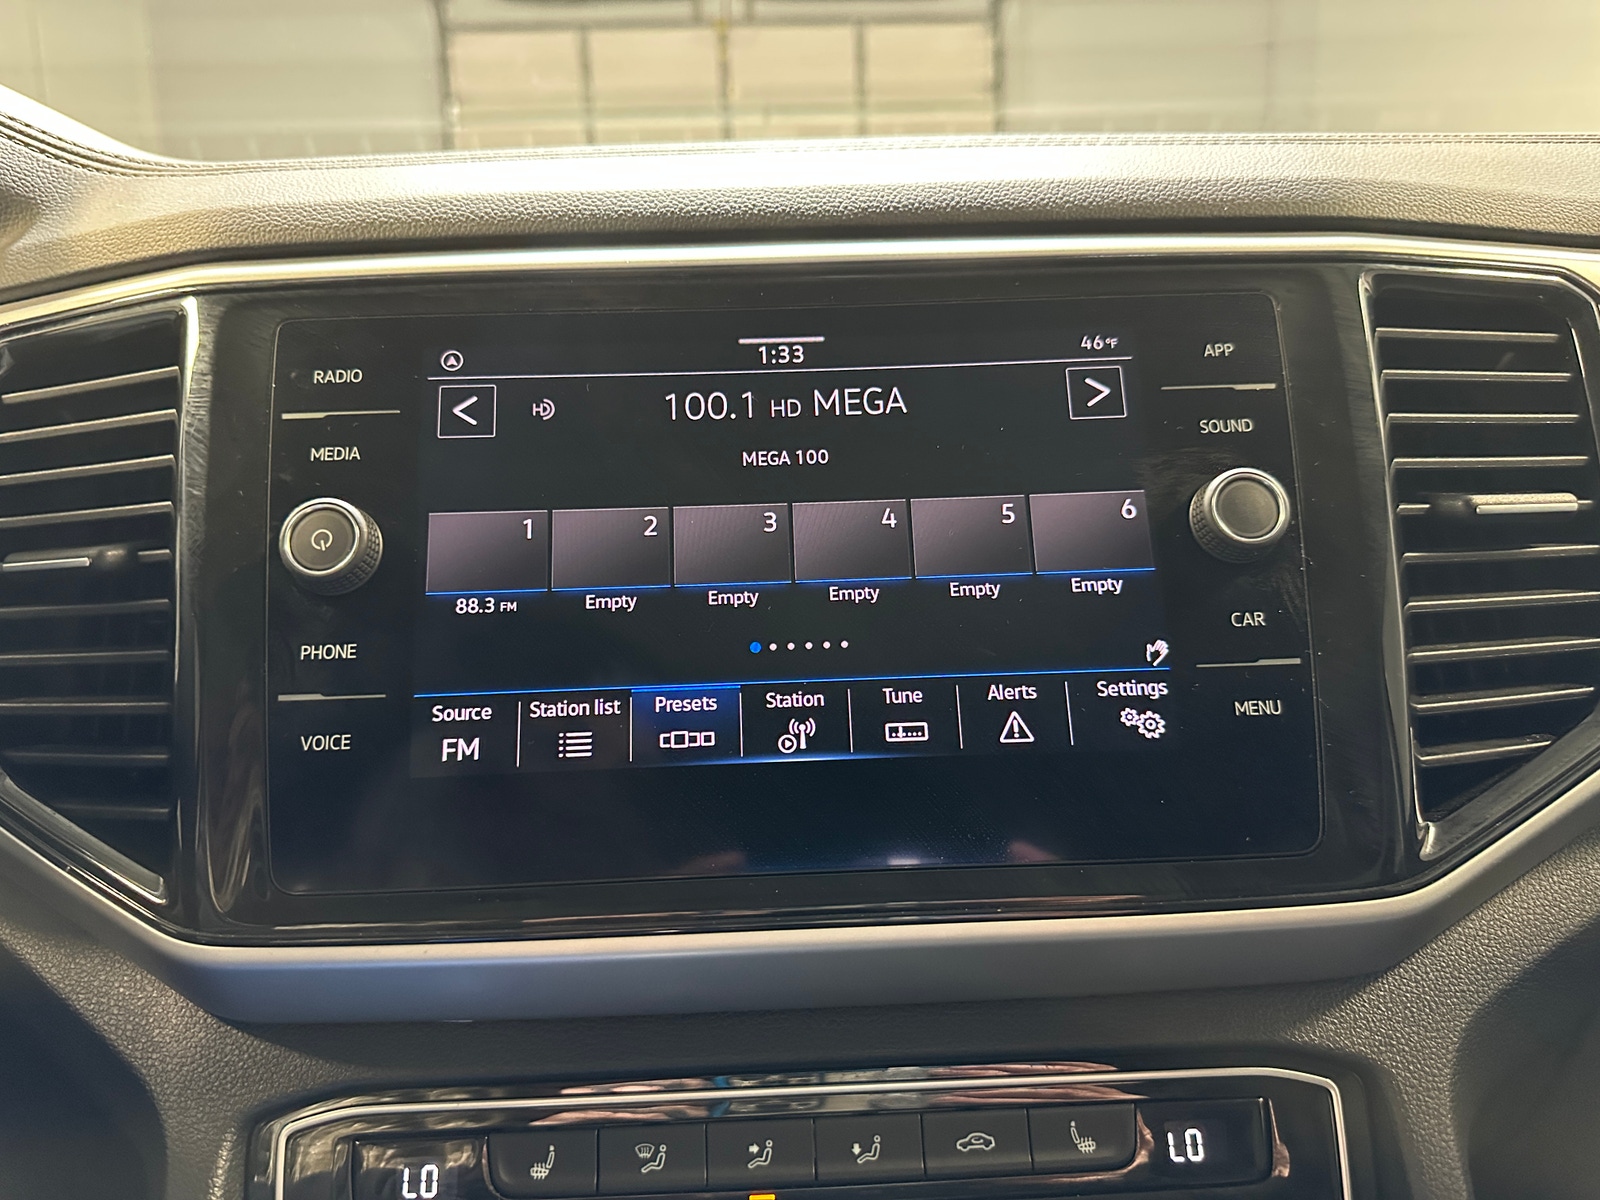 1:33
46°F
RADIO
MEDIA
PHONE
VOICE
<
HD
100.1 HD MEGA
>
MEGA 100
1 2 3 4 5 6
88.3 FM Empty Empty Empty Empty Empty
Source Station list Presets Station Tune Alerts Settings
FM
APP
SOUND
CAR
MENU
LO LO